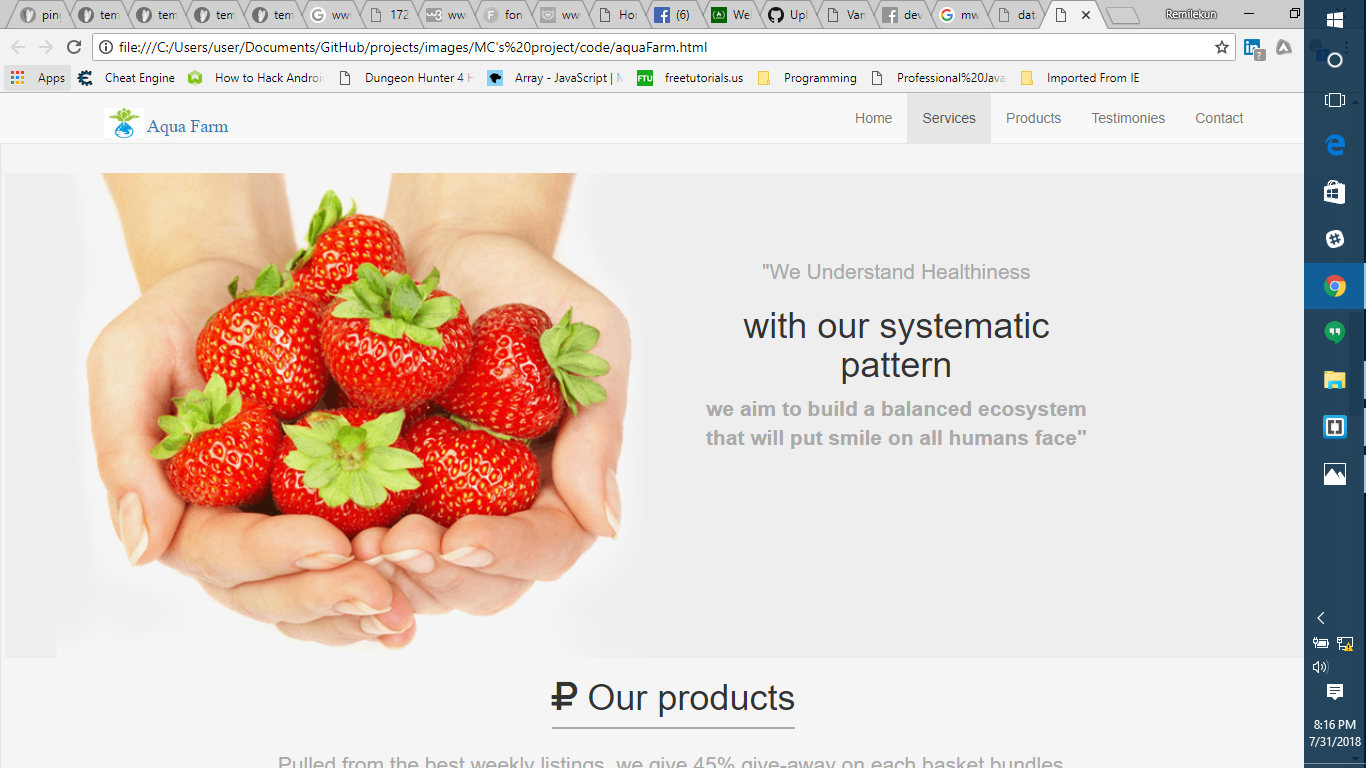 pind
tem
tem
tem
tem
ww
172
ww
fon
ww
Hor
(6)
We
Upl
Var
dev
mw
dat
Remilekun
file:///C:/Users/user/Documents/GitHub/projects/images/MC's%20project/code/aquaFarm.html
Apps
Cheat Engine
How to Hack Androi
Dungeon Hunter 4 H
Array - JavaScript | M
FTU freetutorials.us
Programming
Professional%20Java
Imported From IE
Aqua Farm
Home
Services
Products
Testimonies
Contact
"We Understand Healthiness
with our systematic
pattern
we aim to build a balanced ecosystem
that will put smile on all humans face"
₽ Our products
Pulled from the best weekly listings, we give 45% give-away on each basket bundles
8:16 PM
7/31/2018